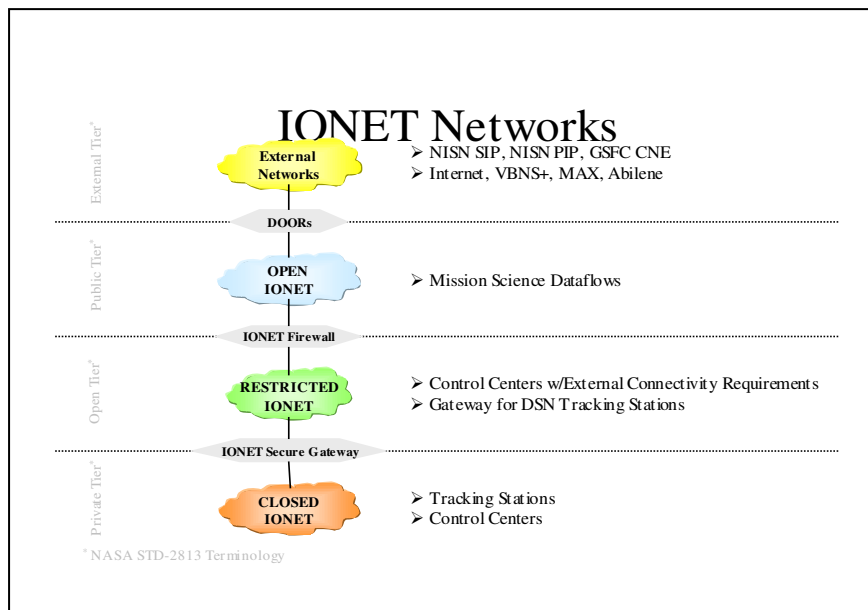 IONET Networks
External Tier*
External
Networks
➢ NISN SIP, NISN PIP, GSFC CNE
➢ Internet, VBNS+, MAX, Abilene
DOORs
Public Tier*
OPEN
IONET
➢ Mission Science Dataflows
IONET Firewall
Open Tier*
RESTRICTED
IONET
➢ Control Centers w/External Connectivity Requirements
➢ Gateway for DSN Tracking Stations
IONET Secure Gateway
Private Tier*
CLOSED
IONET
➢ Tracking Stations
➢ Control Centers
* NASA STD-2813 Terminology